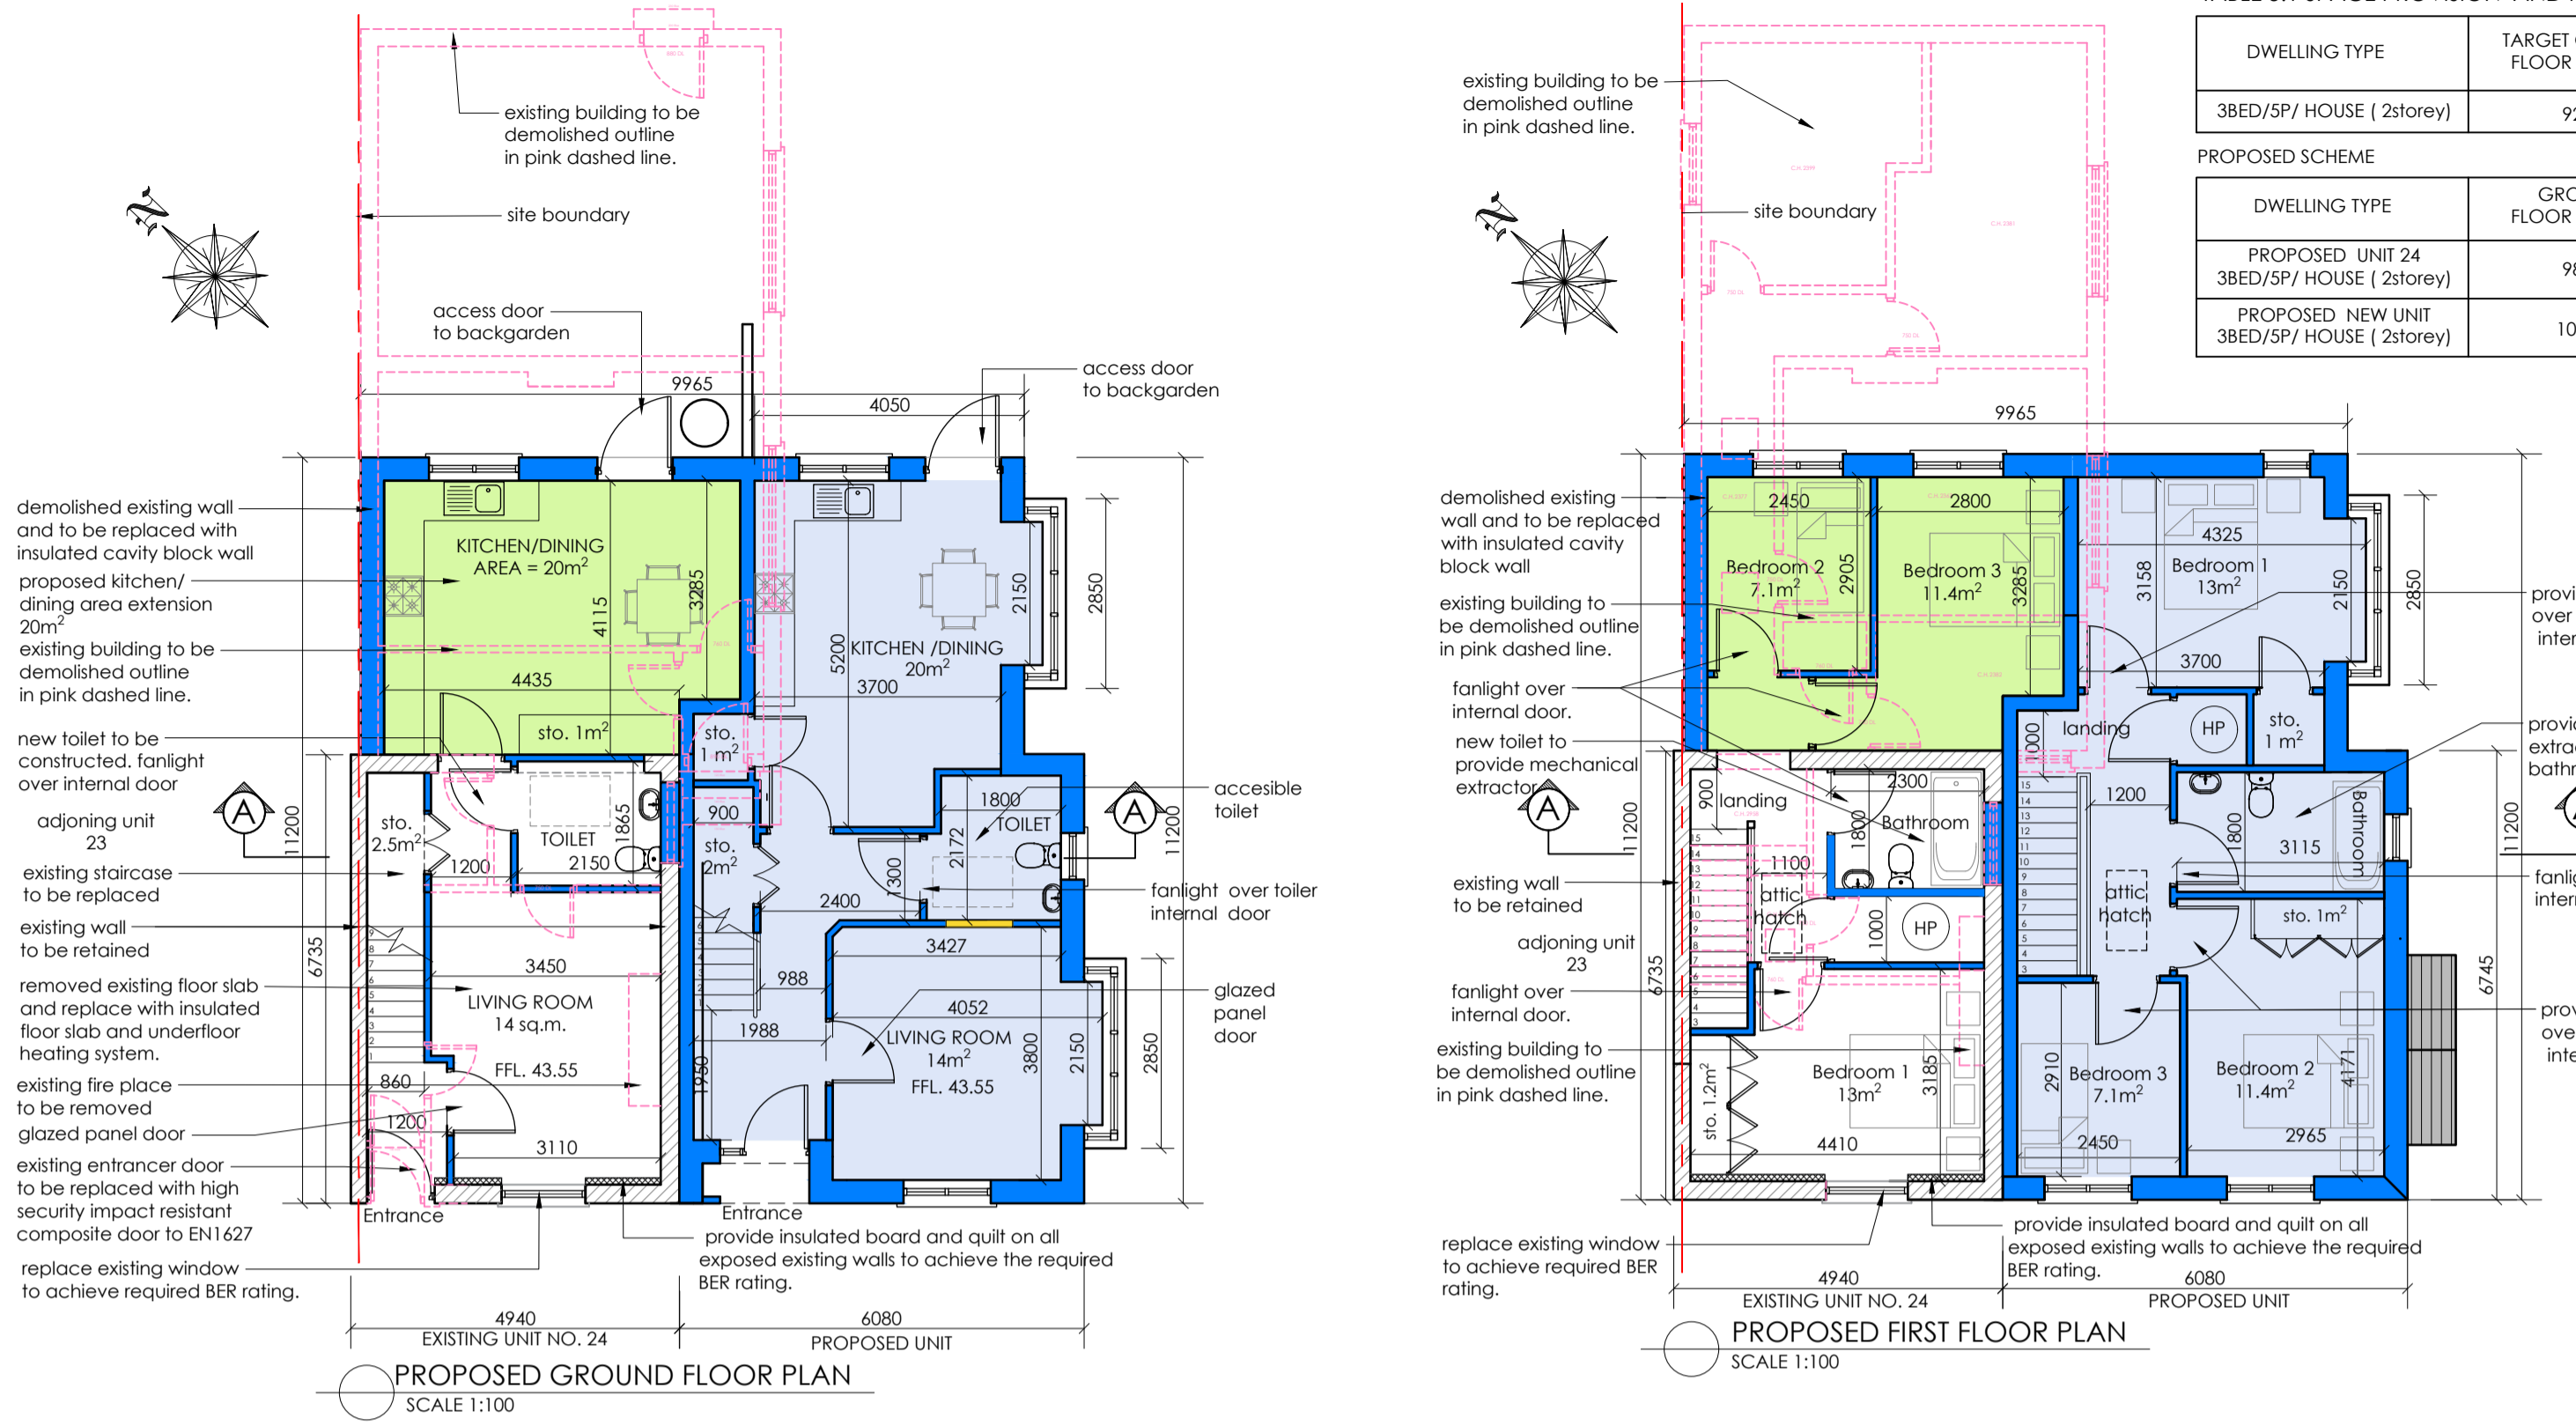 existing building to be
demolished outline
in pink dashed line.
N
site boundary
access door
to backgarden
9965
4050
access door
to backgarden
demolished existing wall
and to be replaced with
insulated cavity block wall
proposed kitchen/
dining area extension
20m²
existing building to be
demolished outline
in pink dashed line.
new toilet to be
constructed. fanlight
over internal door
A
adjoning unit
23
existing staircase
to be replaced
existing wall
to be retained
removed existing floor slab
and replace with insulated
floor slab and underfloor
heating system.
existing fire place
to be removed
glazed panel door
existing entrancer door
to be replaced with high
security impact resistant
composite door to EN1627
replace existing window
to achieve required BER rating.
11200
6735
KITCHEN/DINING
AREA = 20m²
4115
3285
4435
sto. 1m²
sto.
2.5m²
TOILET
1865
1200
2150
3450
LIVING ROOM
14 sq.m.
FFL. 43.55
860
1200
3110
Entrance
KITCHEN /DINING
20m²
5200
3700
2150
2850
sto.
1 m²
900
sto.
2m²
1800
TOILET
2172
1300
2400
3427
988
4052
1988
1950
LIVING ROOM
14m²
FFL. 43.55
3800
2150
2850
Entrance
accesible
toilet
A
11200
fanlight over toiler
internal door
glazed
panel
door
provide insulated board and quilt on all
exposed existing walls to achieve the required
BER rating.
4940
EXISTING UNIT NO. 24
6080
PROPOSED UNIT
PROPOSED GROUND FLOOR PLAN
SCALE 1:100
existing building to be
demolished outline
in pink dashed line.
N
site boundary
9965
demolished existing
wall and to be replaced
with insulated cavity
block wall
existing building to
be demolished outline
in pink dashed line.
fanlight over
internal door.
new toilet to
provide mechanical
extractor
A
11200
existing wall
to be retained
adjoning unit
23
6735
fanlight over
internal door.
existing building to
be demolished outline
in pink dashed line.
replace existing window
to achieve required BER
rating.
2450
2800
Bedroom 2
7.1m²
2905
Bedroom 3
11.4m²
3285
4325
3158
Bedroom 1
13m²
2150
2850
3700
landing
1000
HP
sto.
1 m²
900
landing
2300
1800
Bathroom
1100
attic
hatch
1000
HP
1200
1800
3115
Bathroom
attic
hatch
sto. 1m²
sto. 1.2m²
Bedroom 1
13m²
3185
4410
2910
Bedroom 3
7.1m²
2450
Bedroom 2
11.4m²
4171
2965
6745
11200
provide insulated board and quilt on all
exposed existing walls to achieve the required
BER rating.
4940
EXISTING UNIT NO. 24
6080
PROPOSED UNIT
PROPOSED FIRST FLOOR PLAN
SCALE 1:100
DWELLING TYPE
TARGET
FLOOR
3BED/5P/ HOUSE ( 2storey)
PROPOSED SCHEME
DWELLING TYPE
FLOOR
PROPOSED UNIT 24
3BED/5P/ HOUSE ( 2storey)
PROPOSED NEW UNIT
3BED/5P/ HOUSE ( 2storey)
over